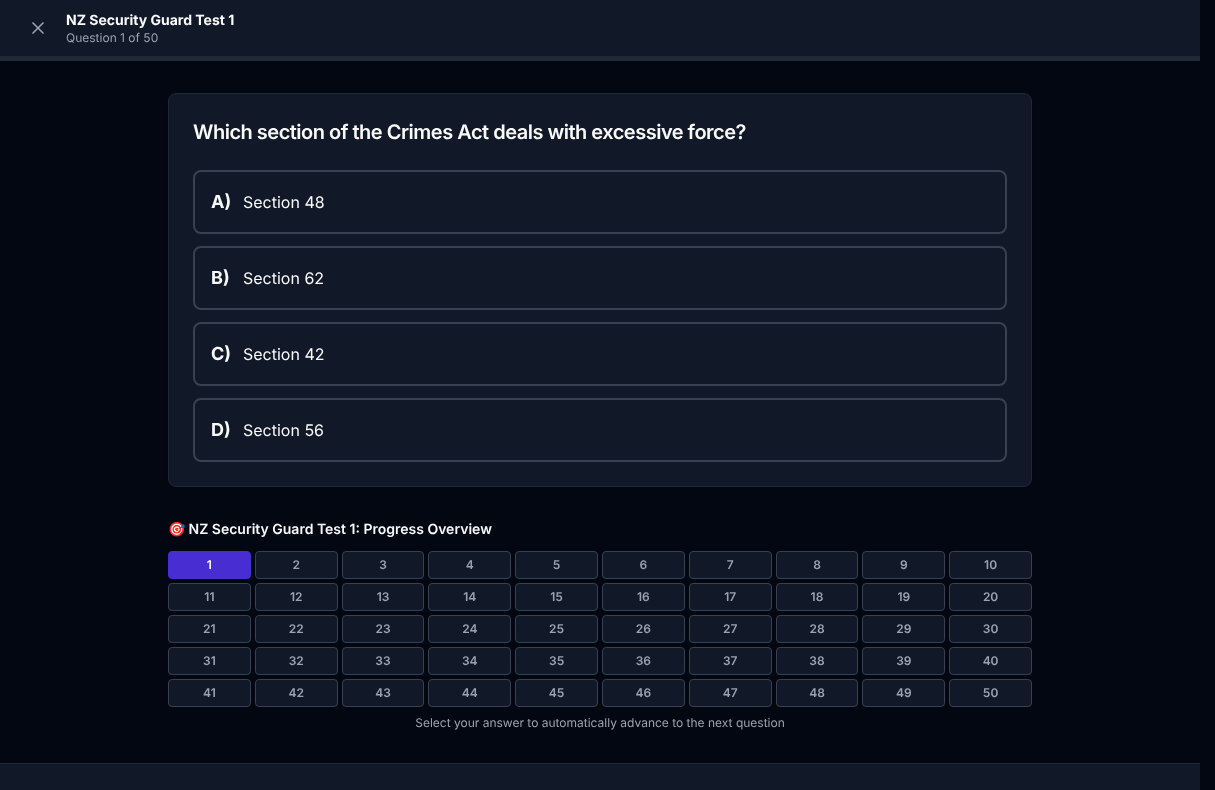 NZ Security Guard Test 1
Question 1 of 50
Which section of the Crimes Act deals with excessive force?
A) Section 48
B) Section 62
C) Section 42
D) Section 56
🎯 NZ Security Guard Test 1: Progress Overview
1 2 3 4 5 6 7 8 9 10
11 12 13 14 15 16 17 18 19 20
21 22 23 24 25 26 27 28 29 30
31 32 33 34 35 36 37 38 39 40
41 42 43 44 45 46 47 48 49 50
Select your answer to automatically advance to the next question